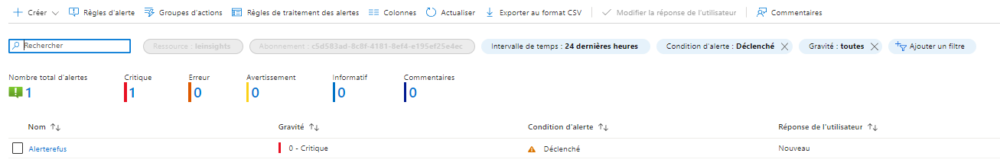 Créer Règles d'alerte Groupes d'actions Règles de traitement des alertes Colonnes Actualiser Exporter au format CSV Modifier la réponse de l'utilisateur Commentaires
Rechercher Ressource : leinsights Abonnement : c5d583ad-8c8f-4181-8ef4-e195ef25e4ec Intervalle de temps : 24 dernières heures Condition d'alerte : Déclenché Gravité : toutes Ajouter un filtre
Nombre total d'alertes Critique Erreur Avertissement Informatif Commentaires
1 1 0 0 0 0
Nom Gravité Condition d'alerte Réponse de l'utilisateur
Alerterefus 0 - Critique Déclenché Nouveau